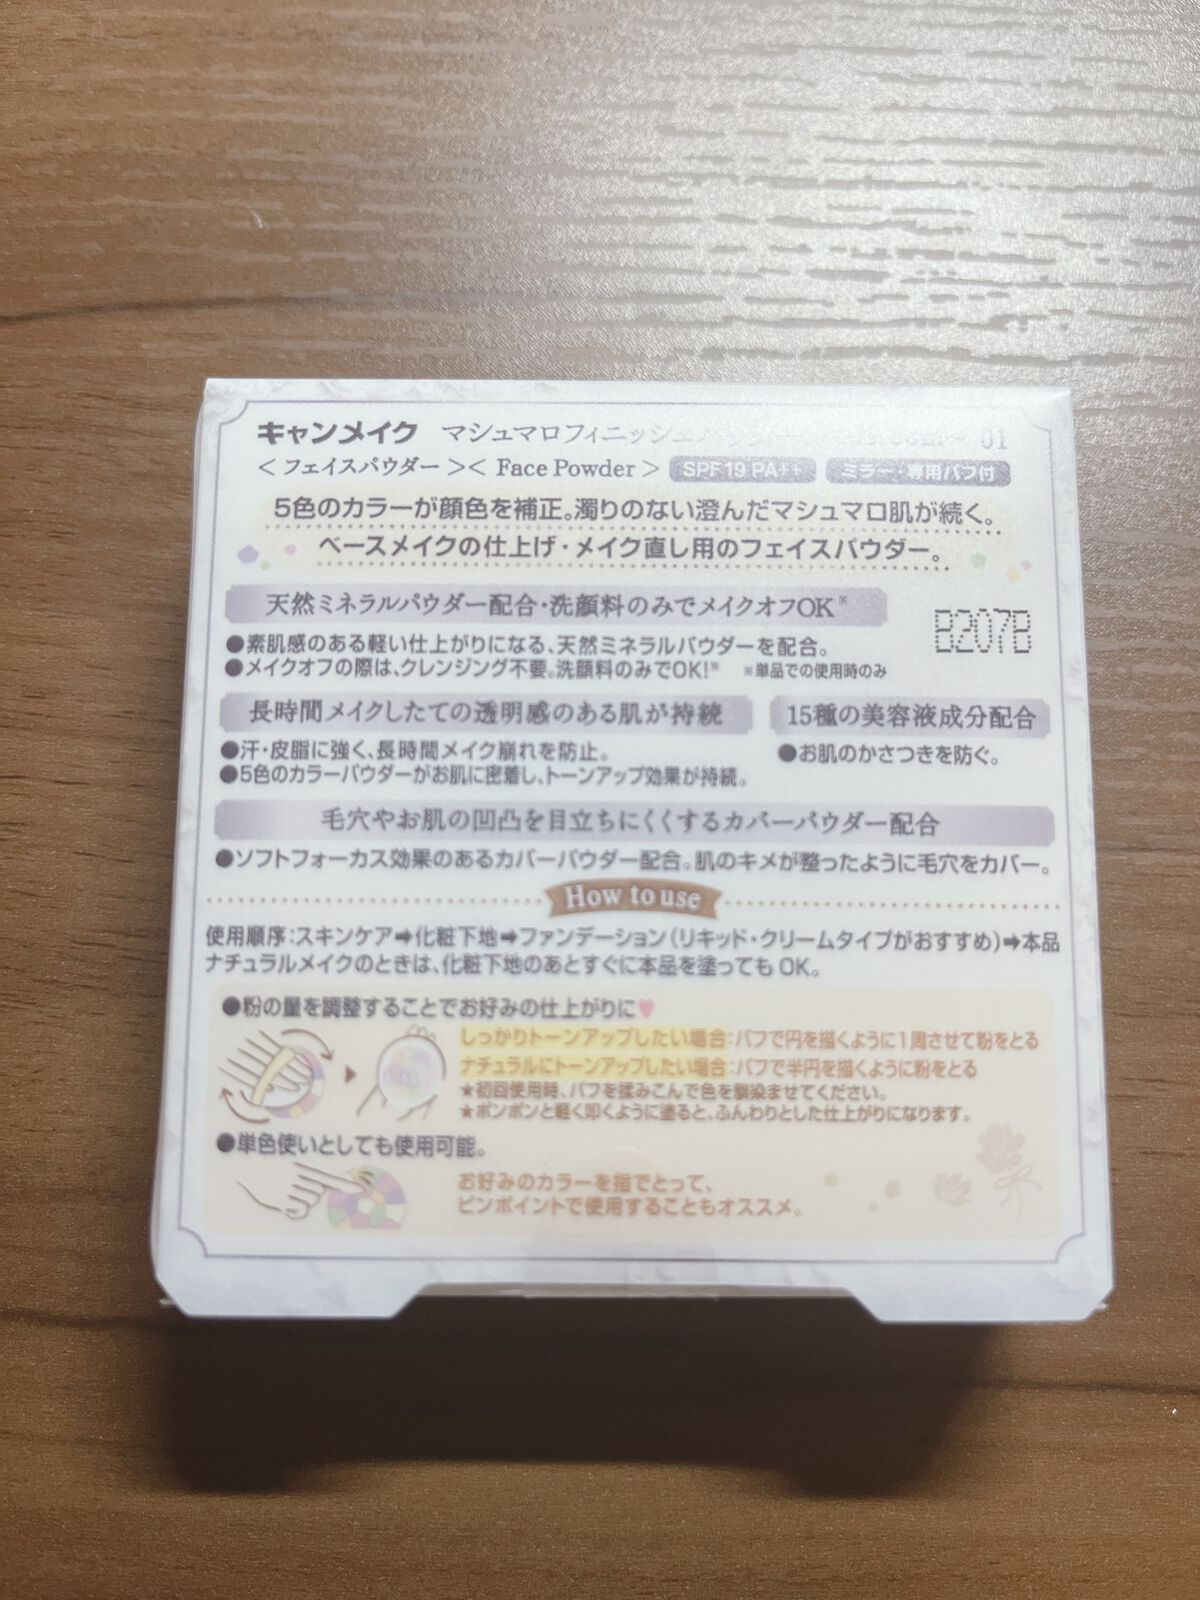 キャンメイク マシュマロフィニッシュ 01
＜フェイスパウダー＞＜Face Powder＞ SPF19 PA++ ミラー・専用パフ付
5色のカラーが顔色を補正。濁りのない澄んだマシュマロ肌が続く。
ベースメイクの仕上げ・メイク直し用のフェイスパウダー。
天然ミネラルパウダー配合・洗顔料のみでメイクオフOK※
B207B
●素肌感のある軽い仕上がりになる、天然ミネラルパウダーを配合。
●メイクオフの際は、クレンジング不要。洗顔料のみでOK!※ ※単品での使用時のみ
長時間メイクしたての透明感のある肌が持続
●汗・皮脂に強く、長時間メイク崩れを防止。
●5色のカラーパウダーがお肌に密着し、トーンアップ効果が持続。
15種の美容液成分配合
●お肌のかさつきを防ぐ。
毛穴やお肌の凹凸を目立ちにくくするカバーパウダー配合
●ソフトフォーカス効果のあるカバーパウダー配合。肌のキメが整ったように毛穴をカバー。
How to use
使用順序：スキンケア➡化粧下地➡ファンデーション（リキッド・クリームタイプがおすすめ）➡本品
ナチュラルメイクのときは、化粧下地のあとすぐに本品を塗ってもOK。
●粉の量を調整することでお好みの仕上がりに♥
しっかりトーンアップしたい場合：パフで円を描くように1周させて粉をとる
ナチュラルにトーンアップしたい場合：パフで半円を描くように粉をとる
★初回使用時、パフを揉みこんで色を馴染ませてください。
★ポンポンと軽く叩くように塗ると、ふんわりとした仕上がりになります。
●単色使いとしても使用可能。
お好みのカラーを指でとって、
ピンポイントで使用することもオススメ。